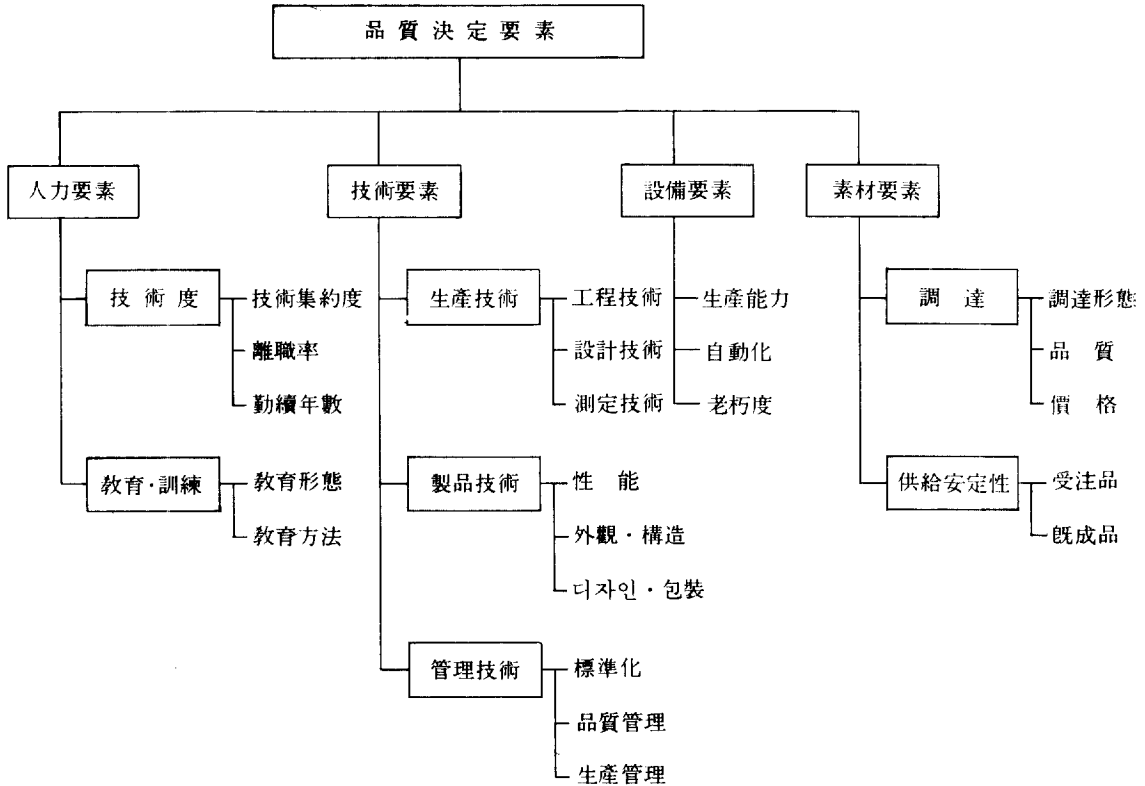 品質決定要素
人力要素
技術要素
設備要素
素材要素
技術度
技術集約度
離職率
勤續年數
敎育·訓練
敎育形態
敎育方法
生產技術
工程技術
設計技術
測定技術
製品技術
性能
外觀·構造
디자인·包裝
管理技術
標準化
品質管理
生產管理
生產能力
自動化
老朽度
調達
調達形態
品質
價格
供給安定性
受注品
旣成品